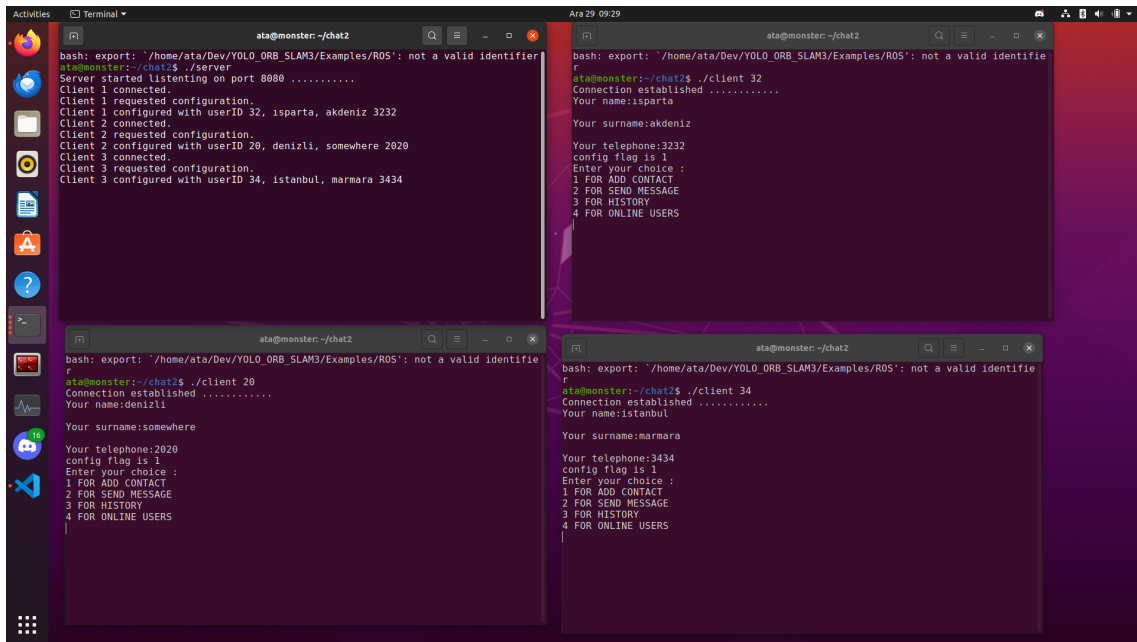 Activities
Terminal
Ara 29 09:29
ata@monster: ~/chat2
bash: export: `/home/ata/Dev/YOLO_ORB_SLAM3/Examples/ROS': not a valid identifier
ata@monster:~/chat2$ ./server
Server started listening on port 8080 ...........
Client 1 connected.
Client 1 requested configuration.
Client 1 configured with userID 32, ısparta, akdeniz 3232
Client 2 connected.
Client 2 requested configuration.
Client 2 configured with userID 20, denizli, somewhere 2020
Client 3 connected.
Client 3 requested configuration.
Client 3 configured with userID 34, istanbul, marmara 3434
ata@monster: ~/chat2
bash: export: `/home/ata/Dev/YOLO_ORB_SLAM3/Examples/ROS': not a valid identifie
r
ata@monster:~/chat2$ ./client 32
Connection established ............
Your name:ısparta
Your surname:akdeniz
Your telephone:3232
config flag is 1
Enter your choice :
1 FOR ADD CONTACT
2 FOR SEND MESSAGE
3 FOR HISTORY
4 FOR ONLINE USERS
ata@monster: ~/chat2
bash: export: `/home/ata/Dev/YOLO_ORB_SLAM3/Examples/ROS': not a valid identifie
r
ata@monster:~/chat2$ ./client 20
Connection established ............
Your name:denizli
Your surname:somewhere
Your telephone:2020
config flag is 1
Enter your choice :
1 FOR ADD CONTACT
2 FOR SEND MESSAGE
3 FOR HISTORY
4 FOR ONLINE USERS
ata@monster: ~/chat2
bash: export: `/home/ata/Dev/YOLO_ORB_SLAM3/Examples/ROS': not a valid identifie
r
ata@monster:~/chat2$ ./client 34
Connection established ............
Your name:istanbul
Your surname:marmara
Your telephone:3434
config flag is 1
Enter your choice :
1 FOR ADD CONTACT
2 FOR SEND MESSAGE
3 FOR HISTORY
4 FOR ONLINE USERS
16